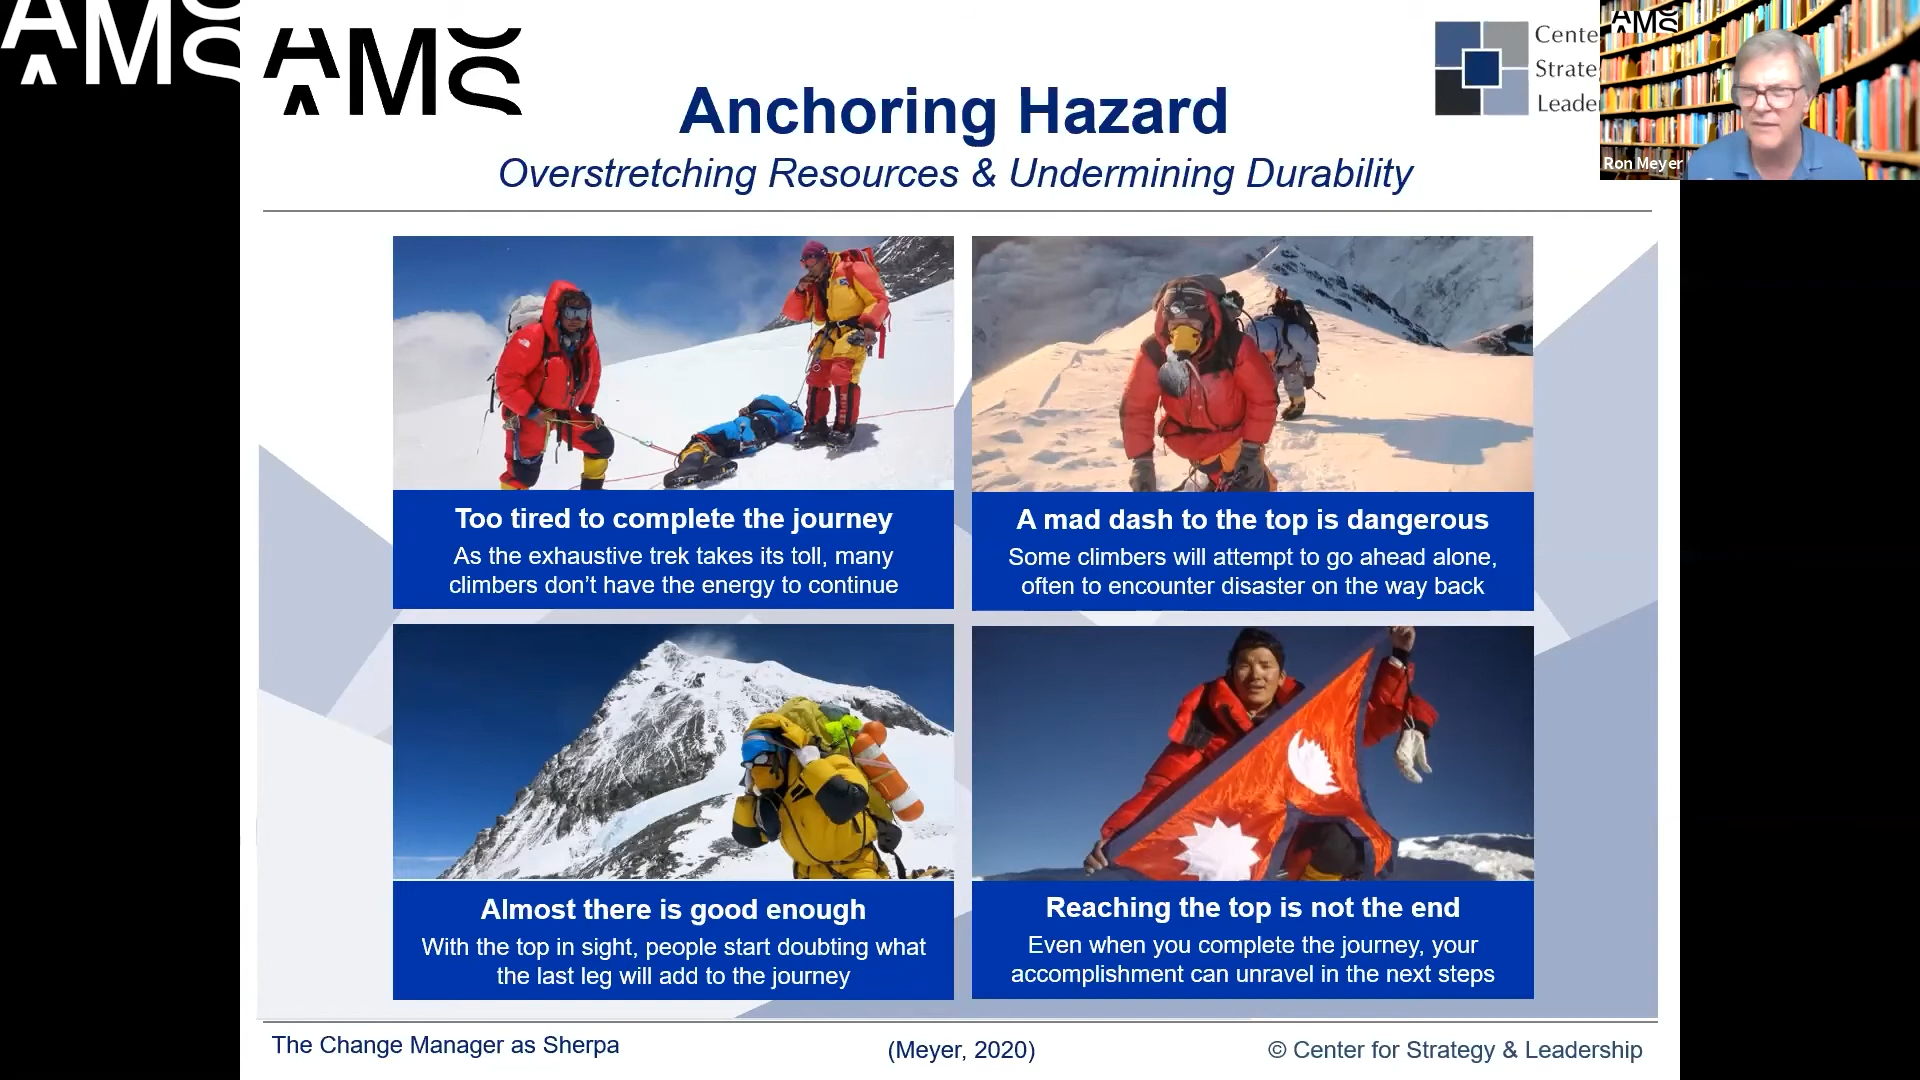 AMS
AMS
Anchoring Hazard
Overstretching Resources & Undermining Durability
Cente
Strate
Leade
AMS
Ron Meyer
Too tired to complete the journey
As the exhaustive trek takes its toll, many
climbers don’t have the energy to continue
A mad dash to the top is dangerous
Some climbers will attempt to go ahead alone,
often to encounter disaster on the way back
Almost there is good enough
With the top in sight, people start doubting what
the last leg will add to the journey
Reaching the top is not the end
Even when you complete the journey, your
accomplishment can unravel in the next steps
The Change Manager as Sherpa
(Meyer, 2020)
© Center for Strategy & Leadership